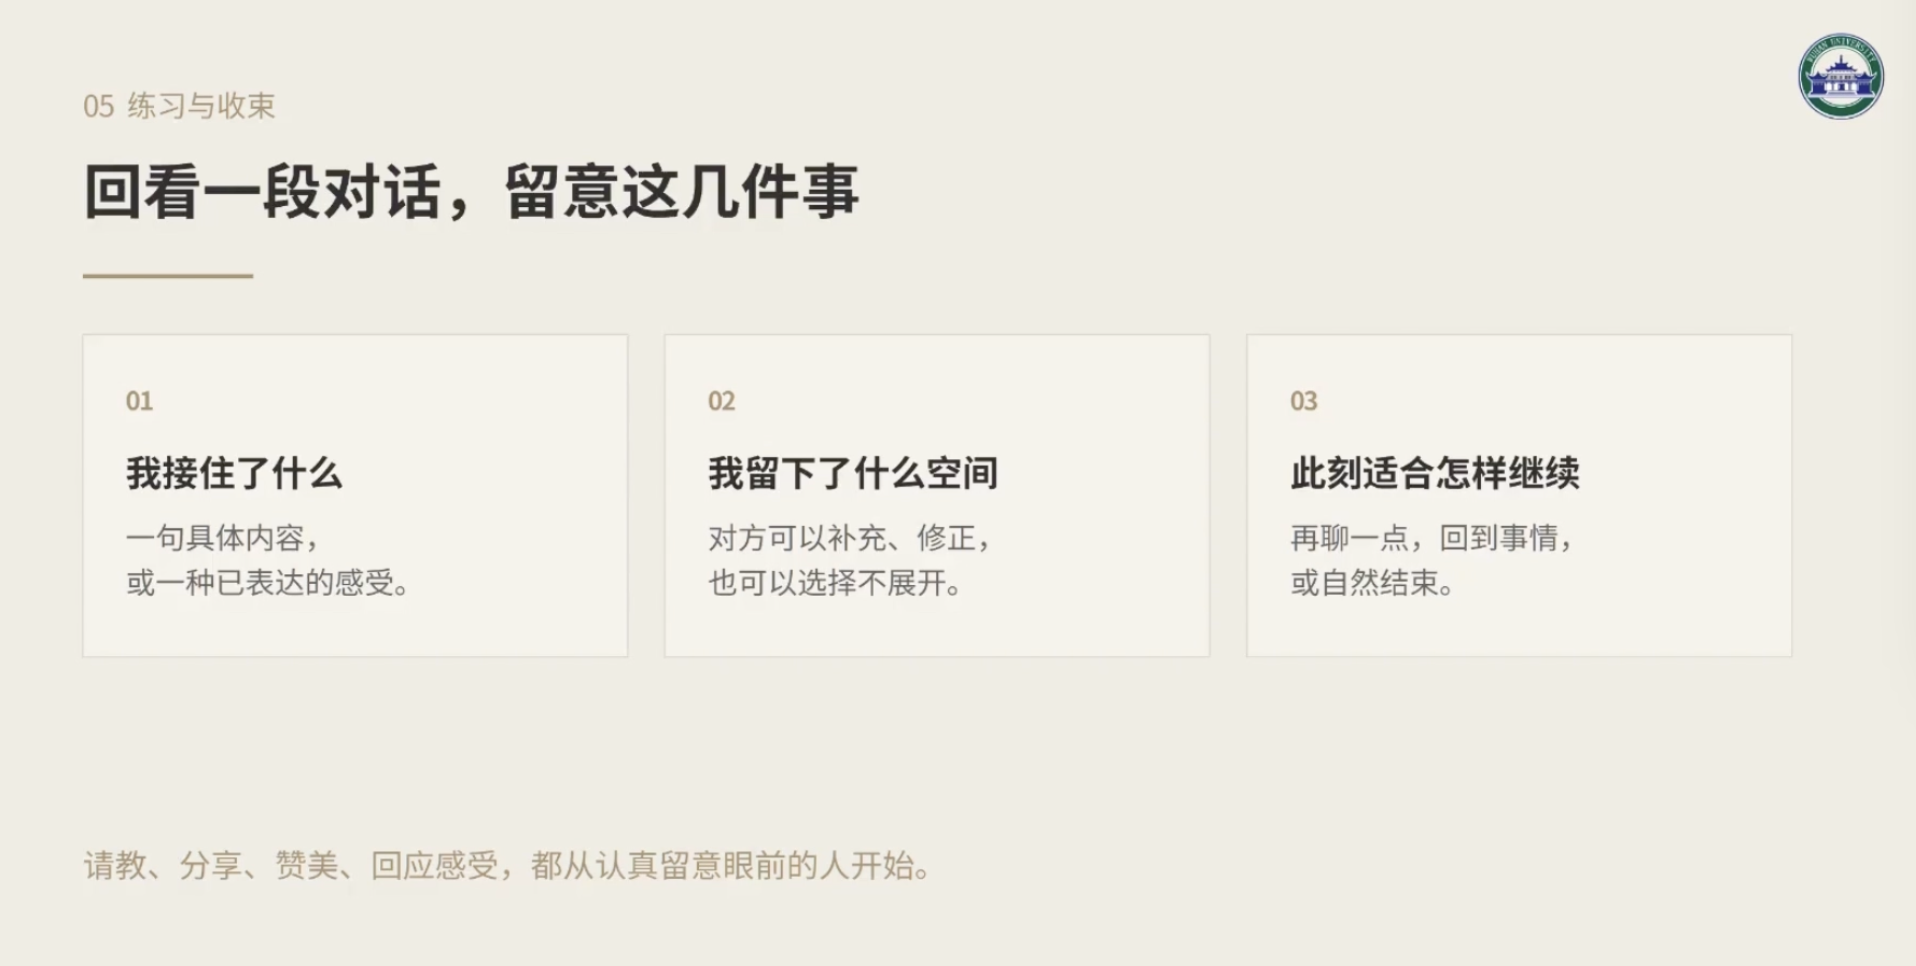 WUHAN UNIVERSITY
05 练习与收束
回看一段对话，留意这几件事
01
我接住了什么
一句具体内容，
或一种已表达的感受。
02
我留下了什么空间
对方可以补充、修正，
也可以选择不展开。
03
此刻适合怎样继续
再聊一点，回到事情，
或自然结束。
请教、分享、赞美、回应感受，都从认真留意眼前的人开始。